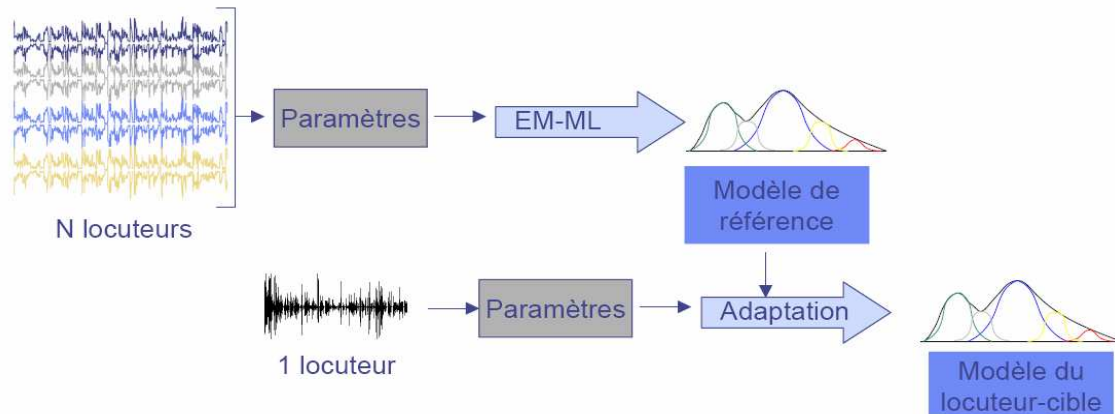 Paramètres
EM-ML
N locuteurs
Modèle de
référence
Paramètres
Adaptation
1 locuteur
Modèle du
locuteur-cible